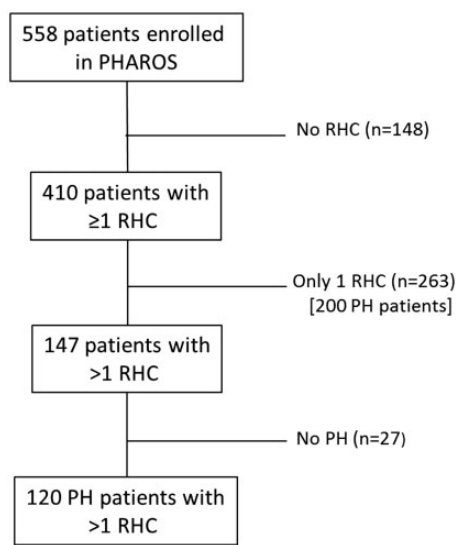 558 patients enrolled
in PHAROS
No RHC (n=148)
410 patients with
≥1 RHC
Only 1 RHC (n=263)
[200 PH patients]
147 patients with
>1 RHC
No PH (n=27)
120 PH patients with
>1 RHC